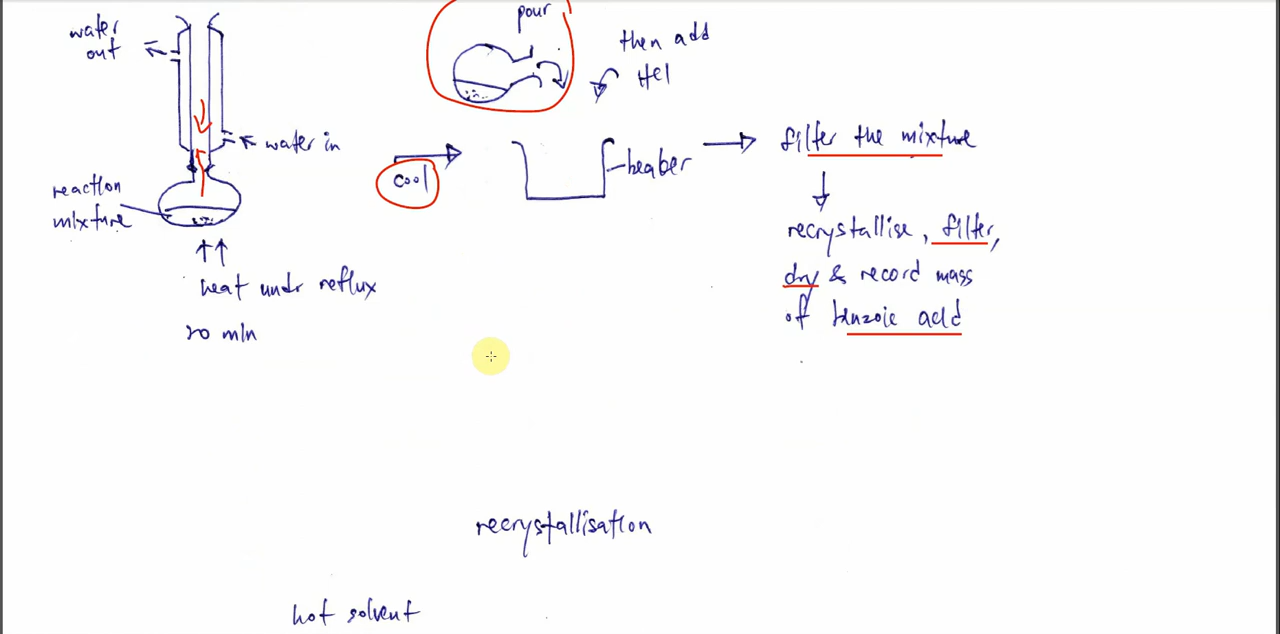 water
out
water in
reaction
mixture
heat under reflux
20 min
cool
pour
then add
HCl
beaker
filter the mixture
recrystallise, filter,
dry & record mass
of benzoic acid
recrystallisation
hot solvent